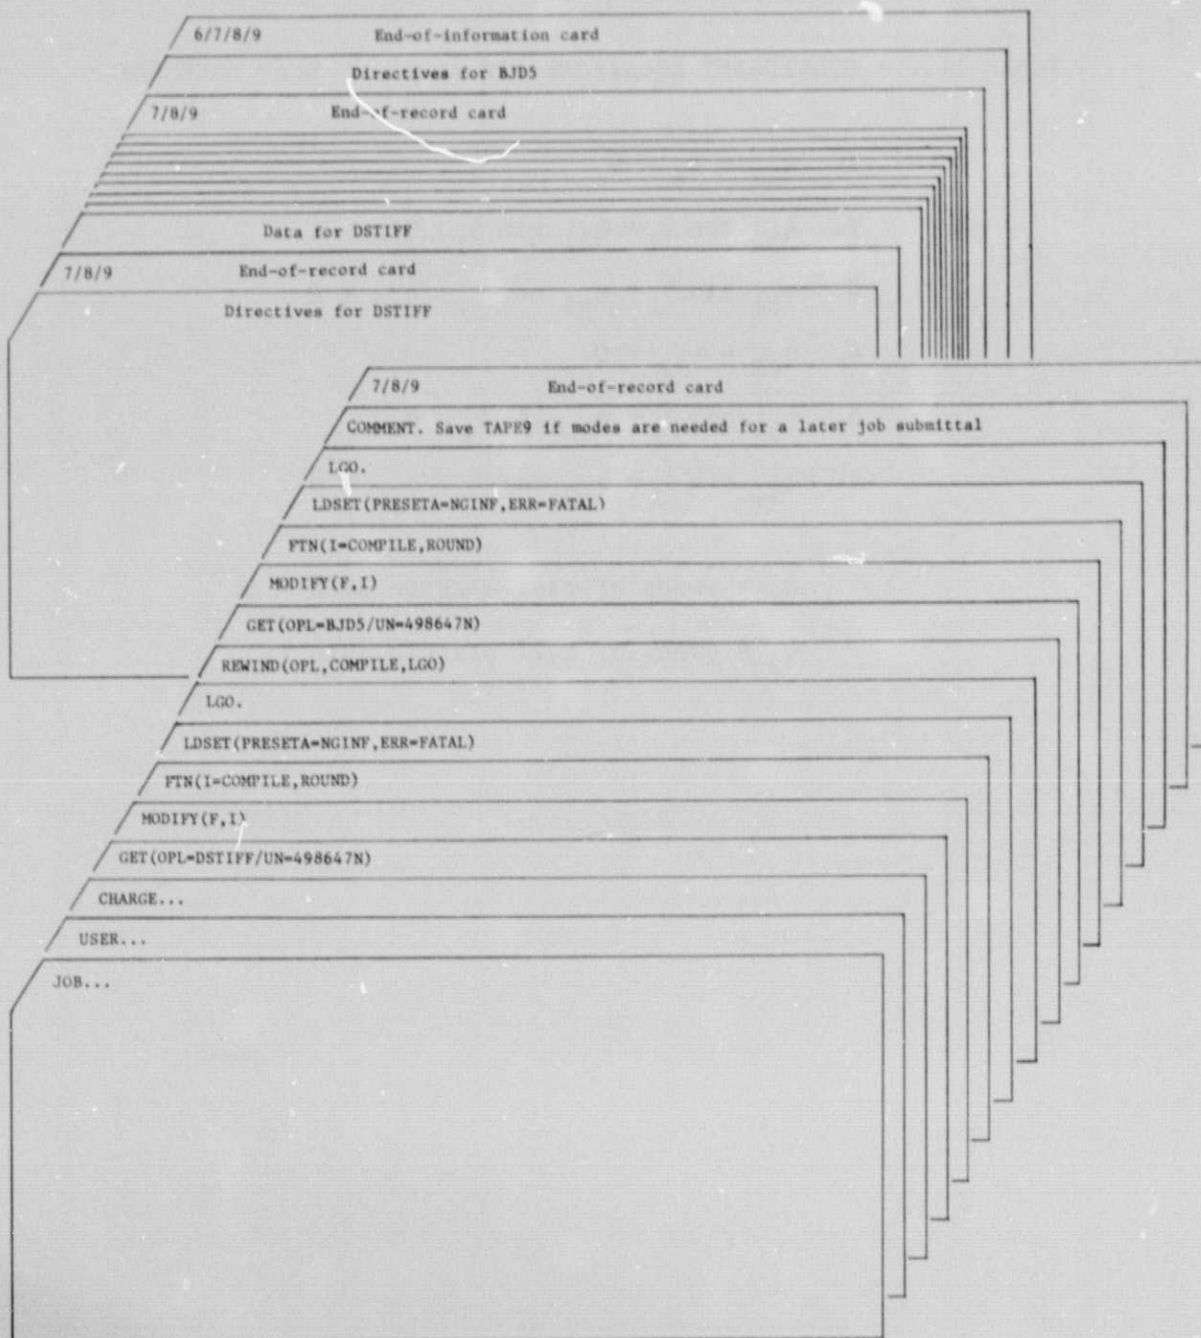 6/7/8/9 End-of-information card
Directives for BJD5
7/8/9 End-of-record card
Data for DSTIFF
7/8/9 End-of-record card
Directives for DSTIFF
7/8/9 End-of-record card
COMMENT. Save TAPE9 if modes are needed for a later job submittal
LGO.
LDSET(PRESETA=NGINF,ERR=FATAL)
FTN(I=COMPILE,ROUND)
MODIFY(F,I)
GET(OPL=BJD5/UN=498647N)
REWIND(OPL,COMPILE,LGO)
LGO.
LDSET(PRESETA=NGINF,ERR=FATAL)
FTN(I=COMPILE,ROUND)
MODIFY(F,I)
GET(OPL=DSTIFF/UN=498647N)
CHARGE...
USER...
JOB...